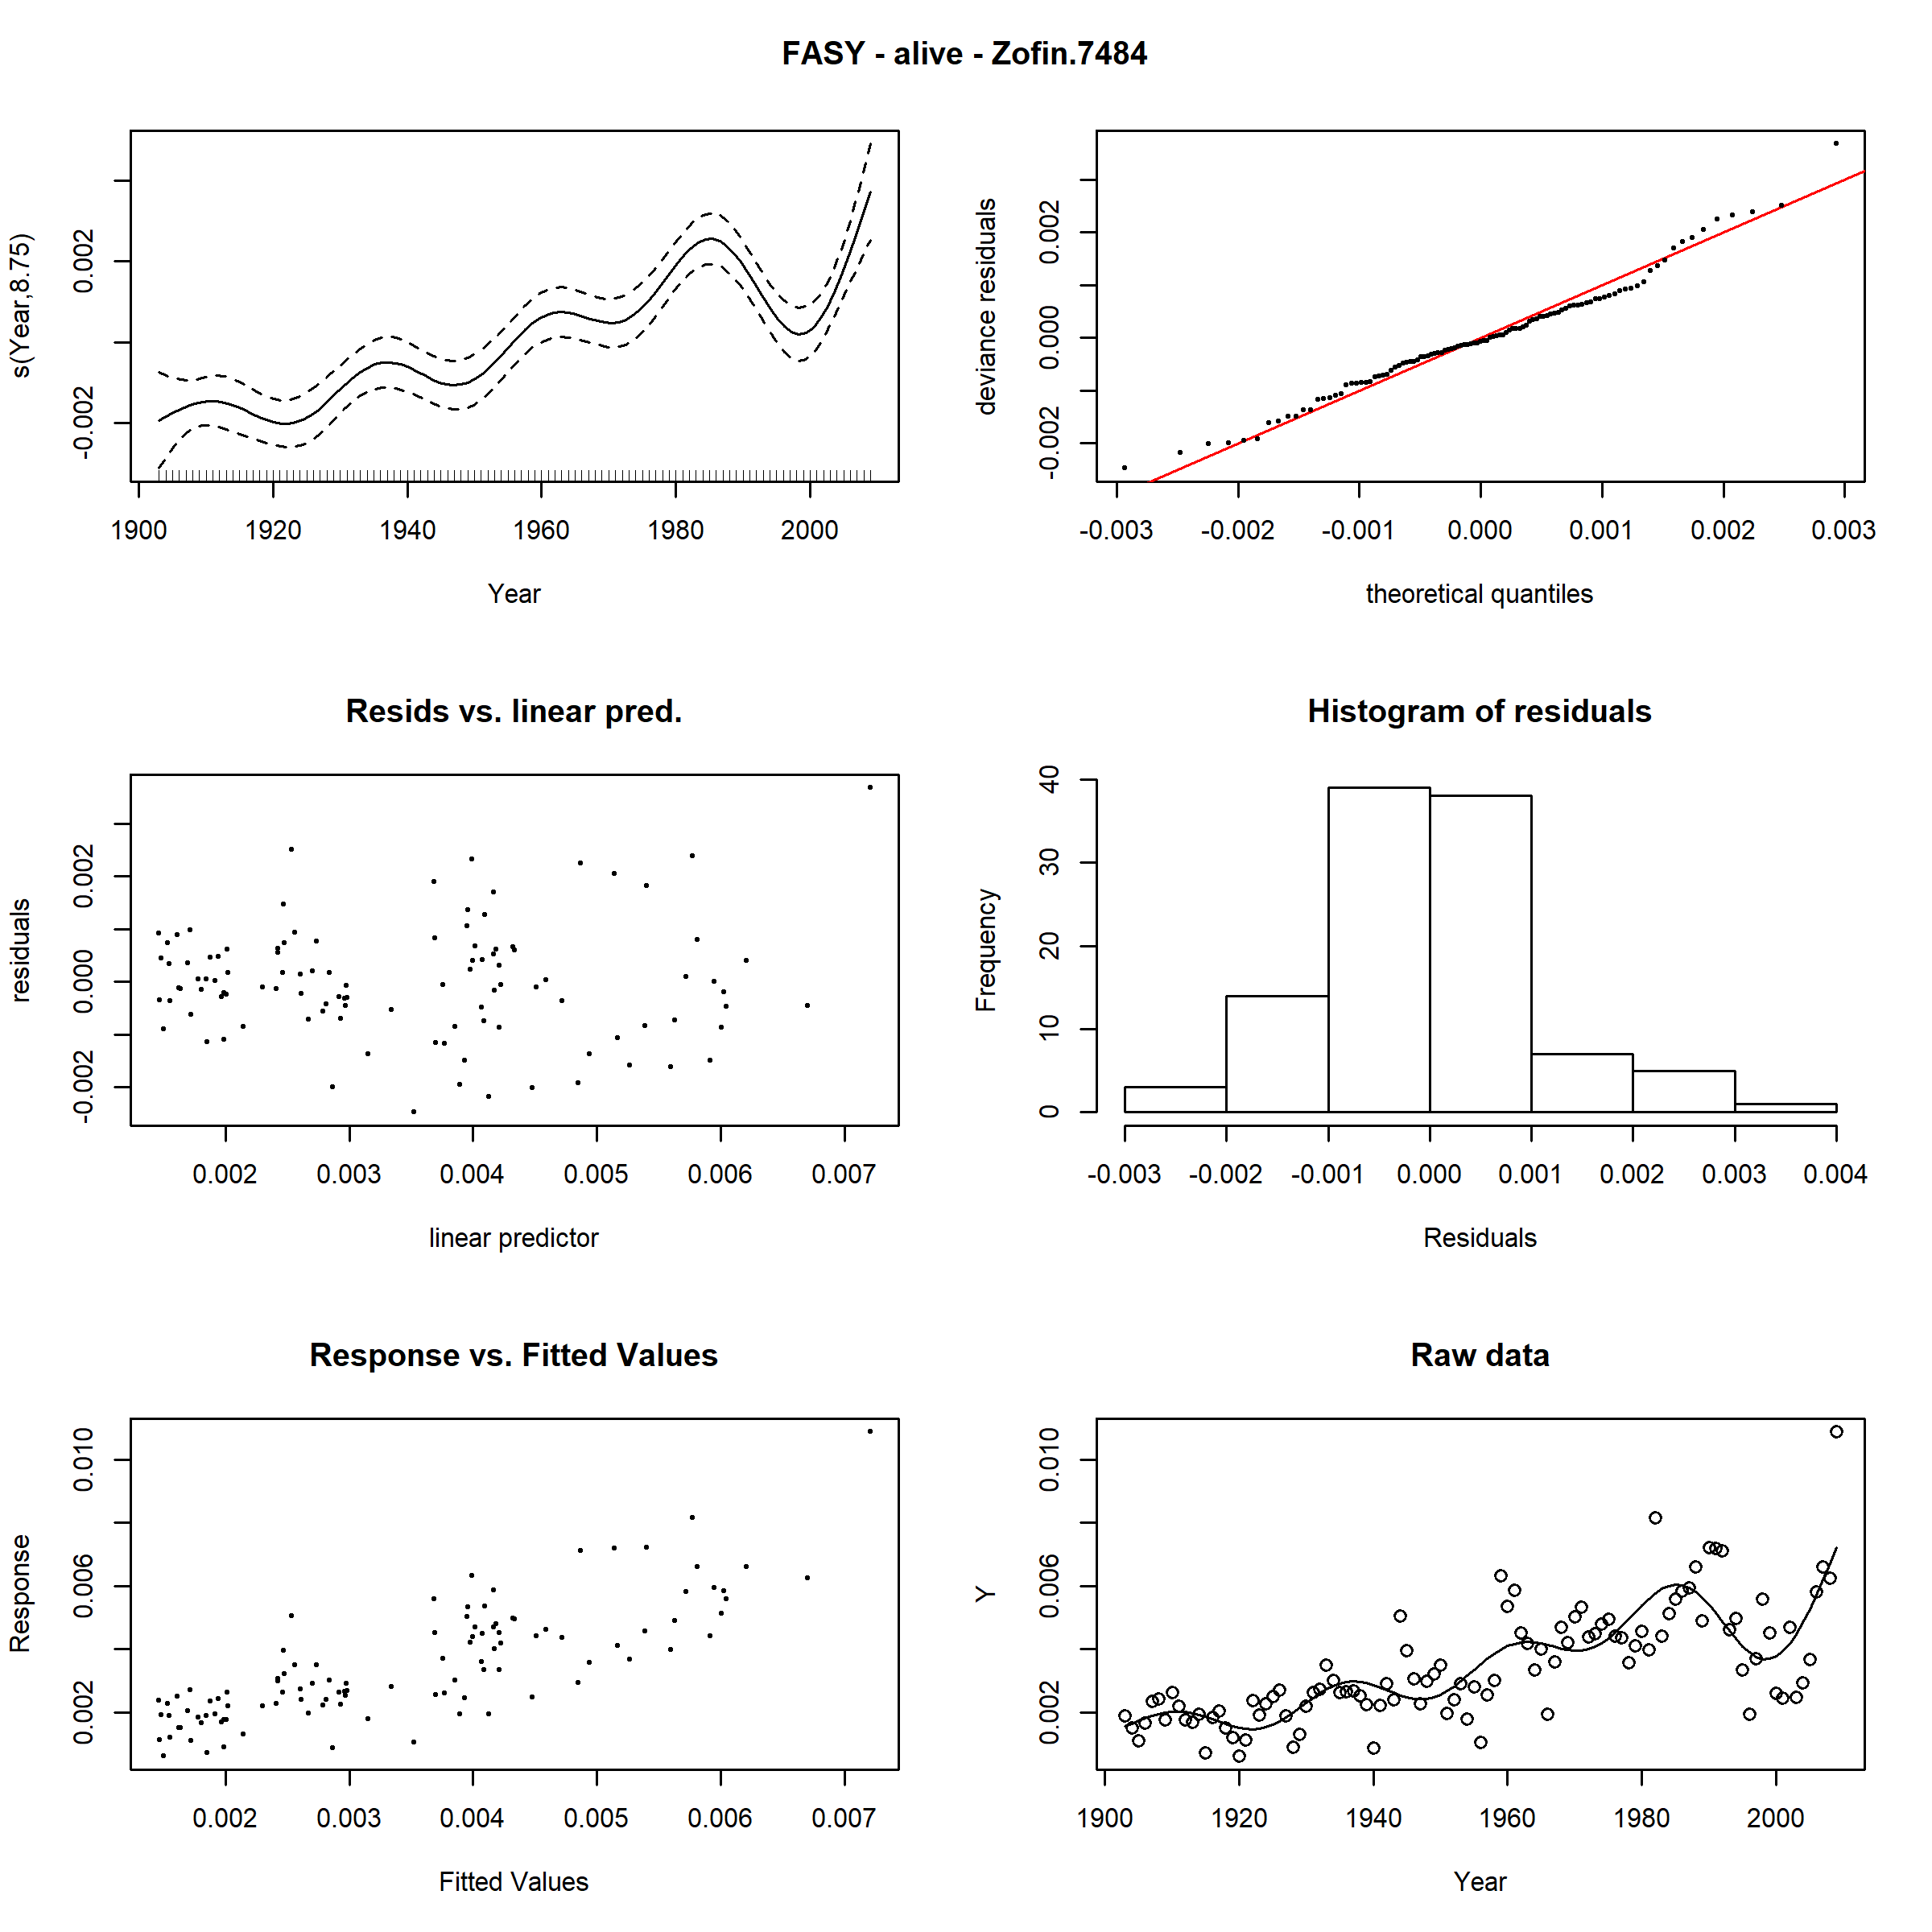 FASY - alive - Zofin.7484
s(Year,8.75)
0.002
-0.002
1900 1920 1940 1960 1980 2000
Year
deviance residuals
0.002
0.000
-0.002
-0.003 -0.002 -0.001 0.000 0.001 0.002 0.003
theoretical quantiles
Resids vs. linear pred.
residuals
0.002
0.000
-0.002
0.002 0.003 0.004 0.005 0.006 0.007
linear predictor
Histogram of residuals
Frequency
40
30
20
10
0
-0.003 -0.002 -0.001 0.000 0.001 0.002 0.003 0.004
Residuals
Response vs. Fitted Values
Response
0.010
0.006
0.002
0.002 0.003 0.004 0.005 0.006 0.007
Fitted Values
Raw data
Y
0.010
0.006
0.002
1900 1920 1940 1960 1980 2000
Year